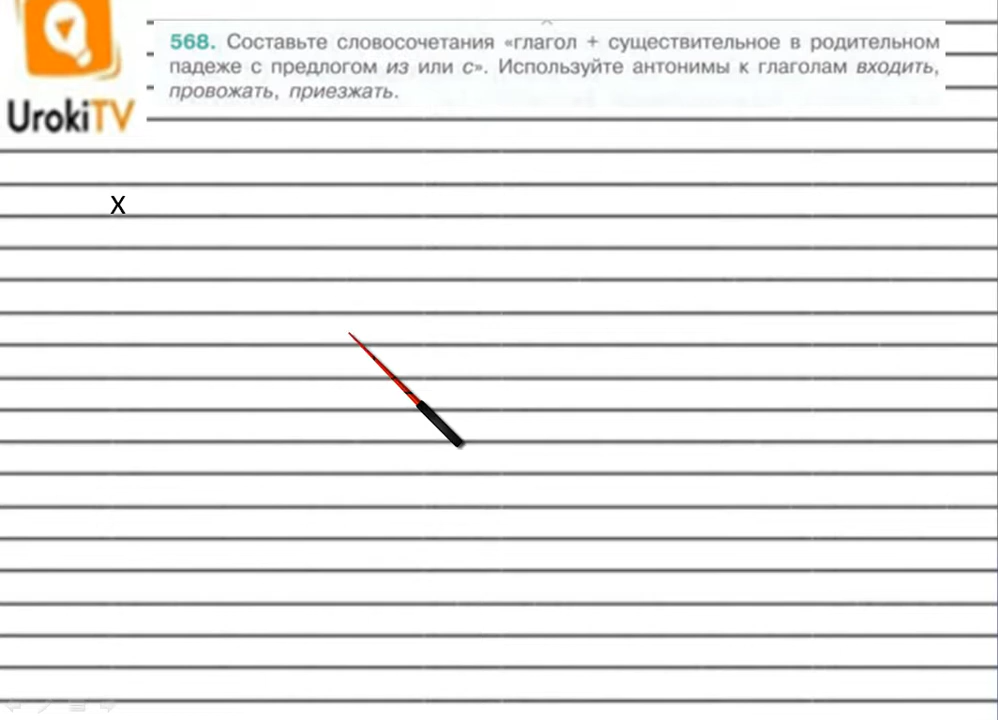 568. Составьте словосочетания «глагол + существительное в родительном
падеже с предлогом из или с». Используйте антонимы к глаголам входить,
провожать, приезжать.
UrokiTV
x